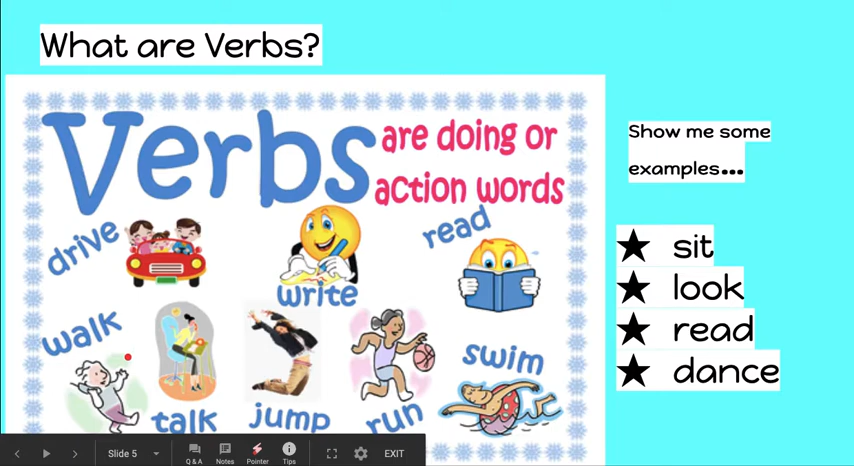 What are Verbs?
Verbs are doing or
action words
drive
write
read
walk
talk
jump
run
swim
Show me some
examples...
★ sit
★ look
★ read
★ dance
Slide 5
Q & A
Notes
Pointer
Tips
EXIT